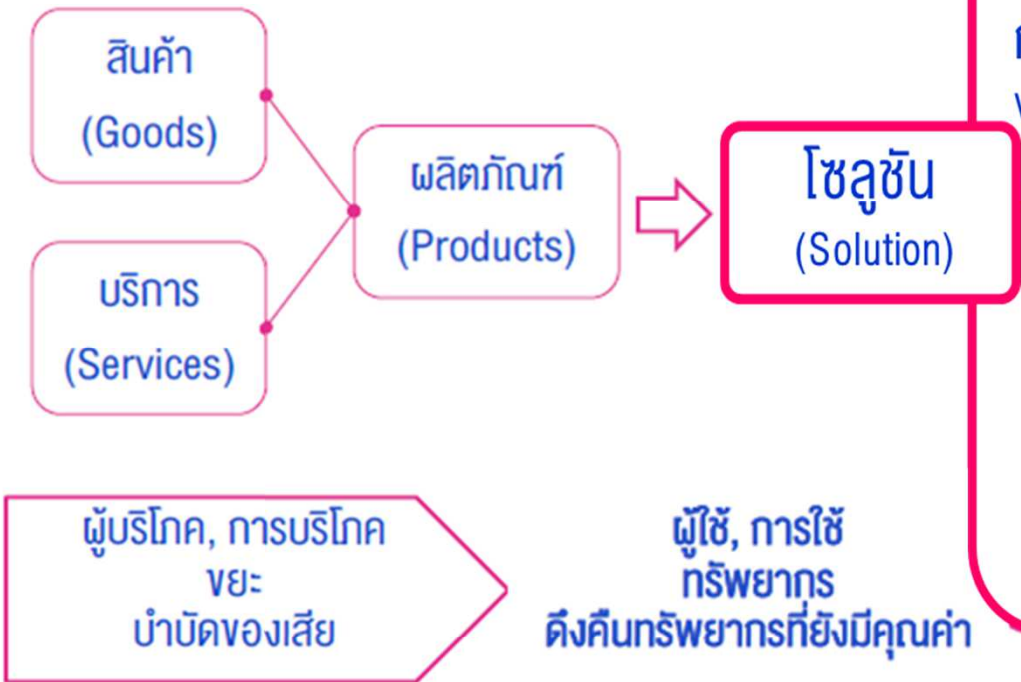 สินค้า
(Goods)
บริการ
(Services)
ผลิตภัณฑ์
(Products)
โซลูชัน
(Solution)
ผู้บริโภค, การบริโภค
ขยะ
บำบัดของเสีย
ผู้ใช้, การใช้
ทรัพยากร
ดึงคืนทรัพยากรที่ยังมีคุณค่า